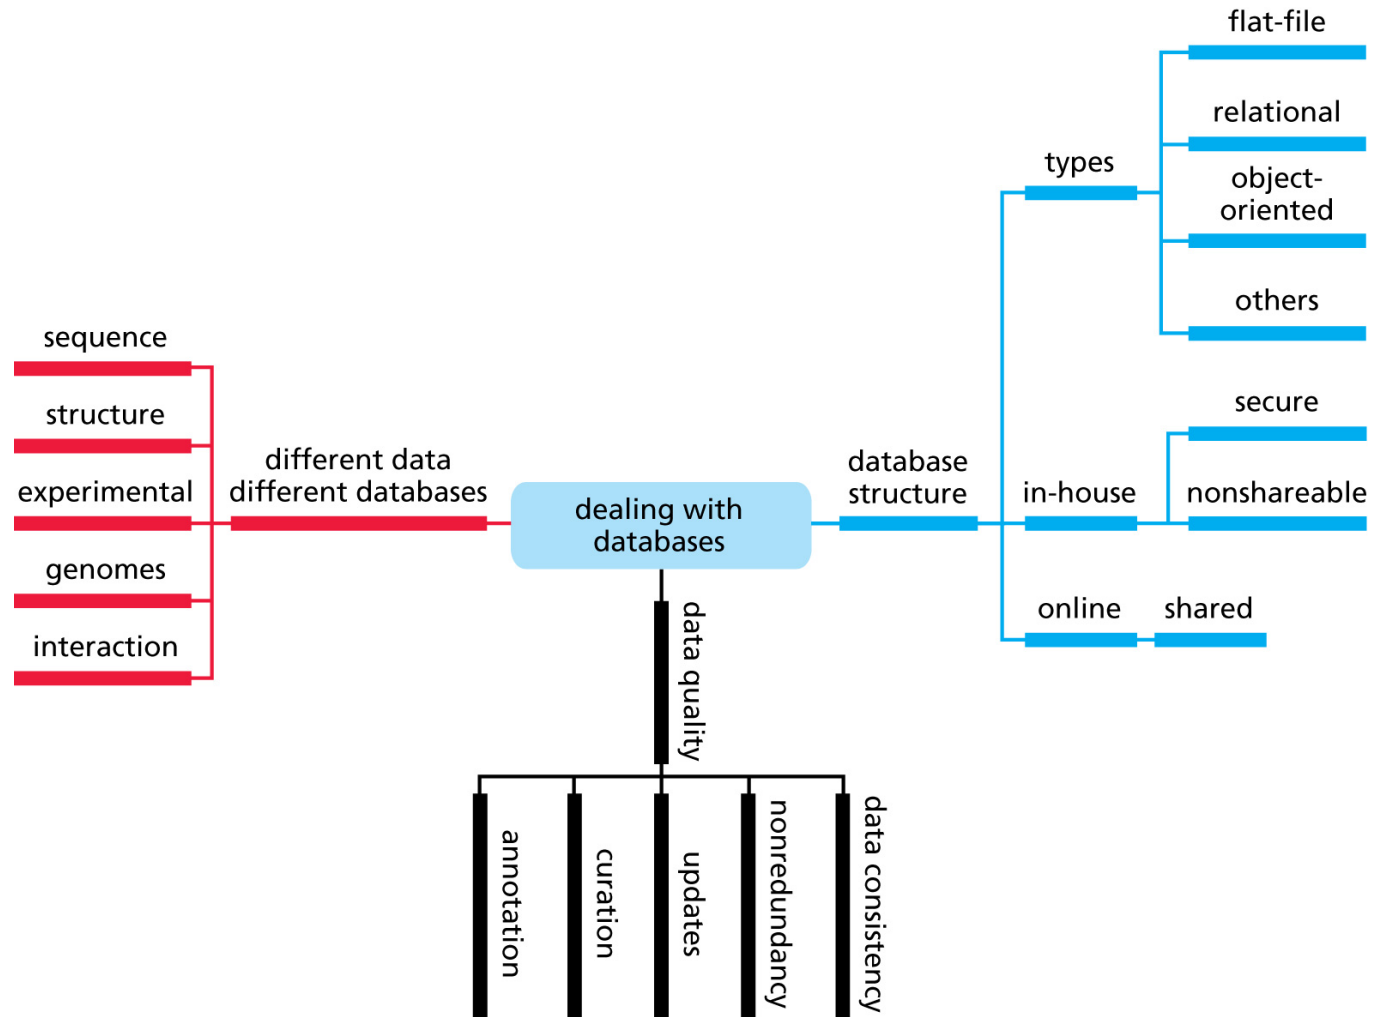 flat-file
relational
types
object-
oriented
others
sequence
structure
experimental
genomes
interaction
different data
different databases
dealing with
databases
database
structure
in-house
secure
nonshareable
online
shared
data quality
annotation
curation
updates
nonredundancy
data consistency